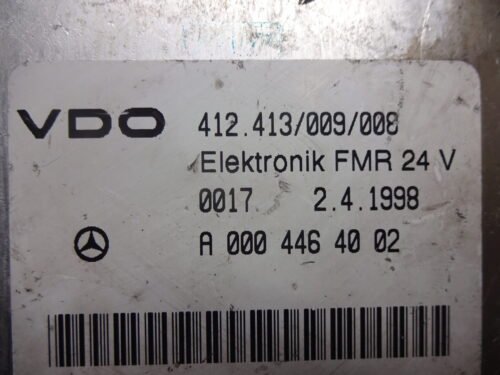 VDO 412.413/009/008
Elektronik FMR 24 V
0017 2.4.1998
A 000 446 40 02